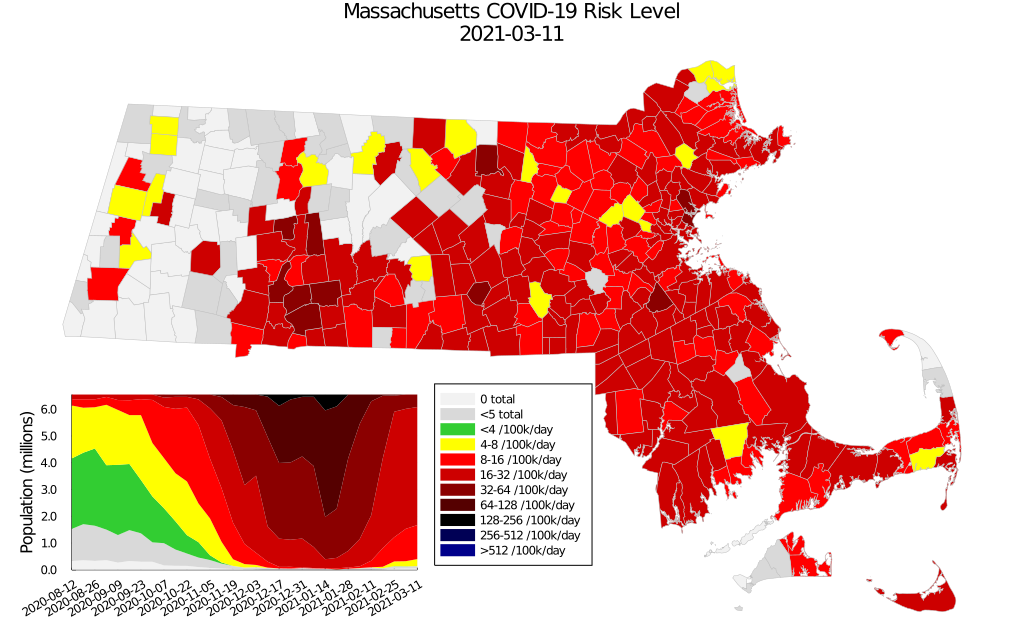 Massachusetts COVID-19 Risk Level
2021-03-11
Population (millions)
6.0
5.0
4.0
3.0
2.0
1.0
0.0
2020-08-12
2020-08-26
2020-09-09
2020-09-23
2020-10-07
2020-10-22
2020-11-05
2020-11-19
2020-12-03
2020-12-17
2020-12-31
2021-01-14
2021-01-28
2021-02-11
2021-02-25
2021-03-11
0 total
<5 total
<4 /100k/day
4-8 /100k/day
8-16 /100k/day
16-32 /100k/day
32-64 /100k/day
64-128 /100k/day
128-256 /100k/day
256-512 /100k/day
>512 /100k/day